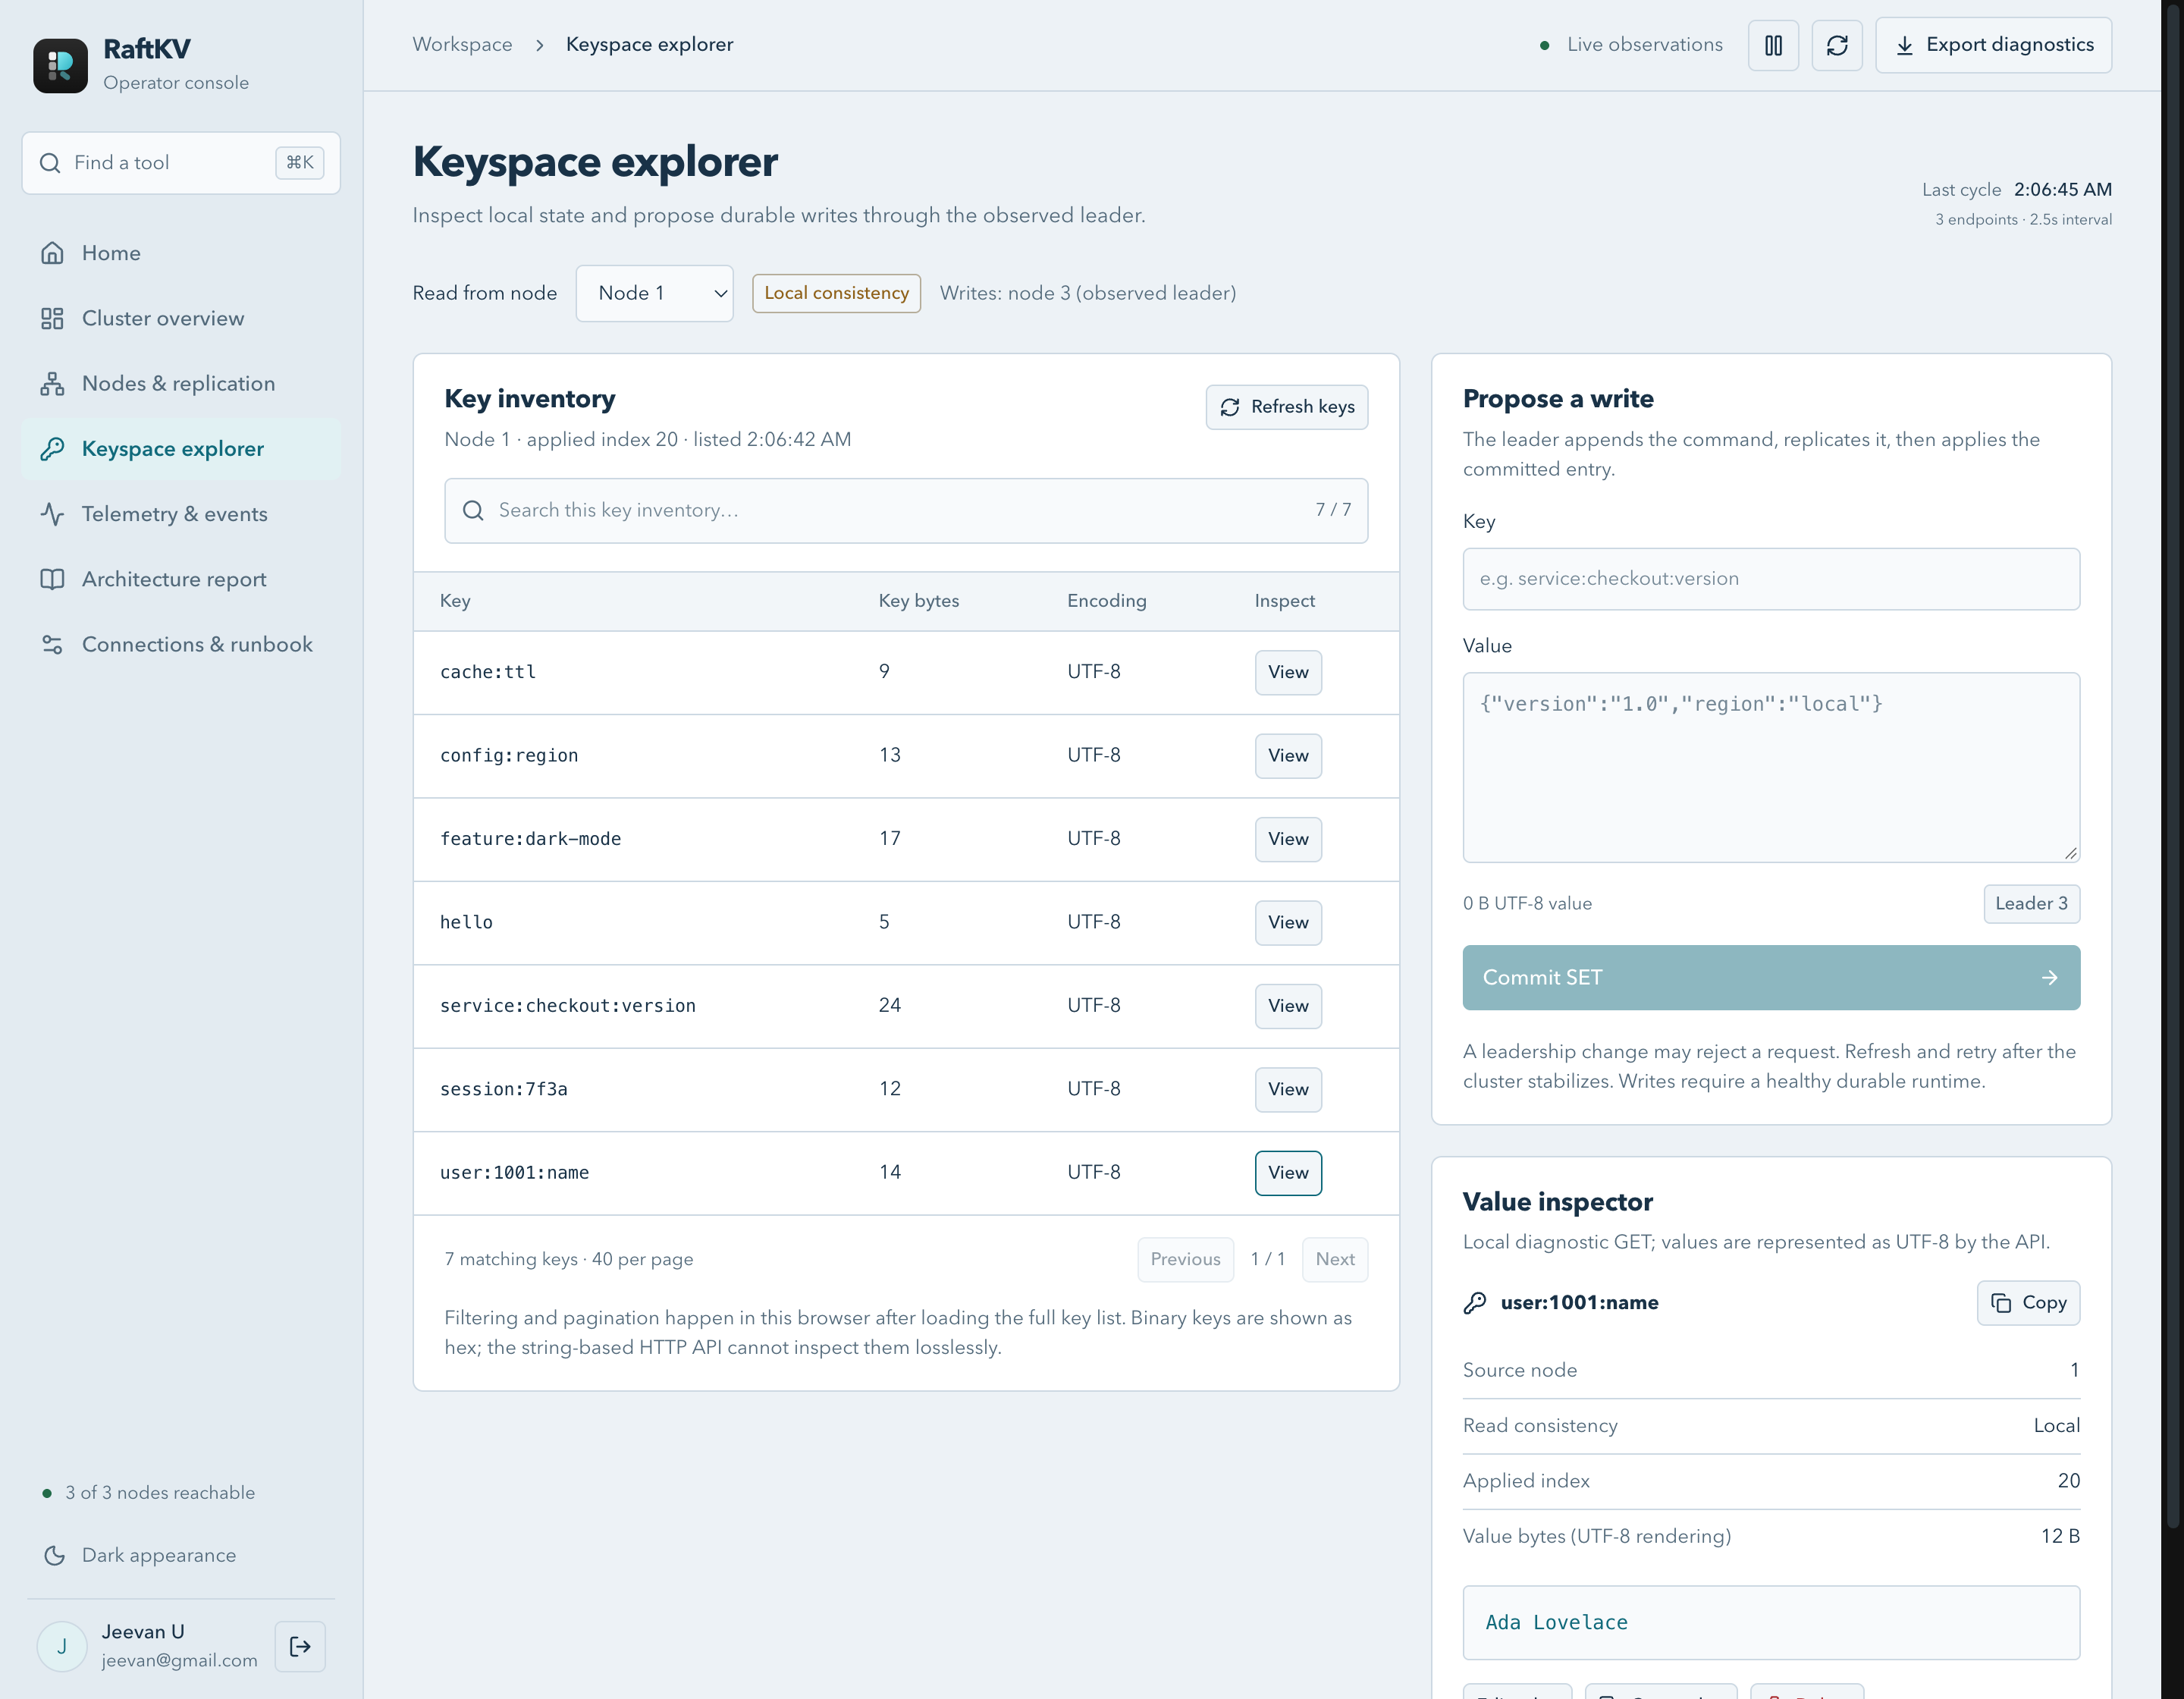 RaftKV
Operator console
Find a tool
⌘K
Home
Cluster overview
Nodes & replication
Keyspace explorer
Telemetry & events
Architecture report
Connections & runbook
3 of 3 nodes reachable
Dark appearance
J
Jeevan U
jeevan@gmail.com
Workspace
Keyspace explorer
Live observations
Export diagnostics
Keyspace explorer
Inspect local state and propose durable writes through the observed leader.
Last cycle 2:06:45 AM
3 endpoints · 2.5s interval
Read from node
Node 1
Local consistency
Writes: node 3 (observed leader)
Key inventory
Node 1 · applied index 20 · listed 2:06:42 AM
Refresh keys
Search this key inventory…
7 / 7
Key Key bytes Encoding Inspect
cache:ttl 9 UTF-8 View
config:region 13 UTF-8 View
feature:dark-mode 17 UTF-8 View
hello 5 UTF-8 View
service:checkout:version 24 UTF-8 View
session:7f3a 12 UTF-8 View
user:1001:name 14 UTF-8 View
7 matching keys · 40 per page
Previous 1 / 1 Next
Filtering and pagination happen in this browser after loading the full key list. Binary keys are shown as
hex; the string-based HTTP API cannot inspect them losslessly.
Propose a write
The leader appends the command, replicates it, then applies the
committed entry.
Key
e.g. service:checkout:version
Value
{"version":"1.0","region":"local"}
0 B UTF-8 value
Leader 3
Commit SET
A leadership change may reject a request. Refresh and retry after the
cluster stabilizes. Writes require a healthy durable runtime.
Value inspector
Local diagnostic GET; values are represented as UTF-8 by the API.
user:1001:name
Copy
Source node 1
Read consistency Local
Applied index 20
Value bytes (UTF-8 rendering) 12 B
Ada Lovelace